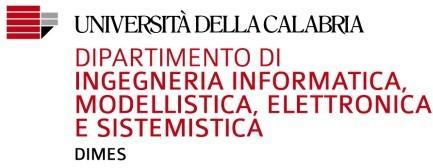 UNIVERSITÀ DELLA CALABRIA
DIPARTIMENTO DI
INGEGNERIA INFORMATICA,
MODELLISTICA, ELETTRONICA
E SISTEMISTICA
DIMES